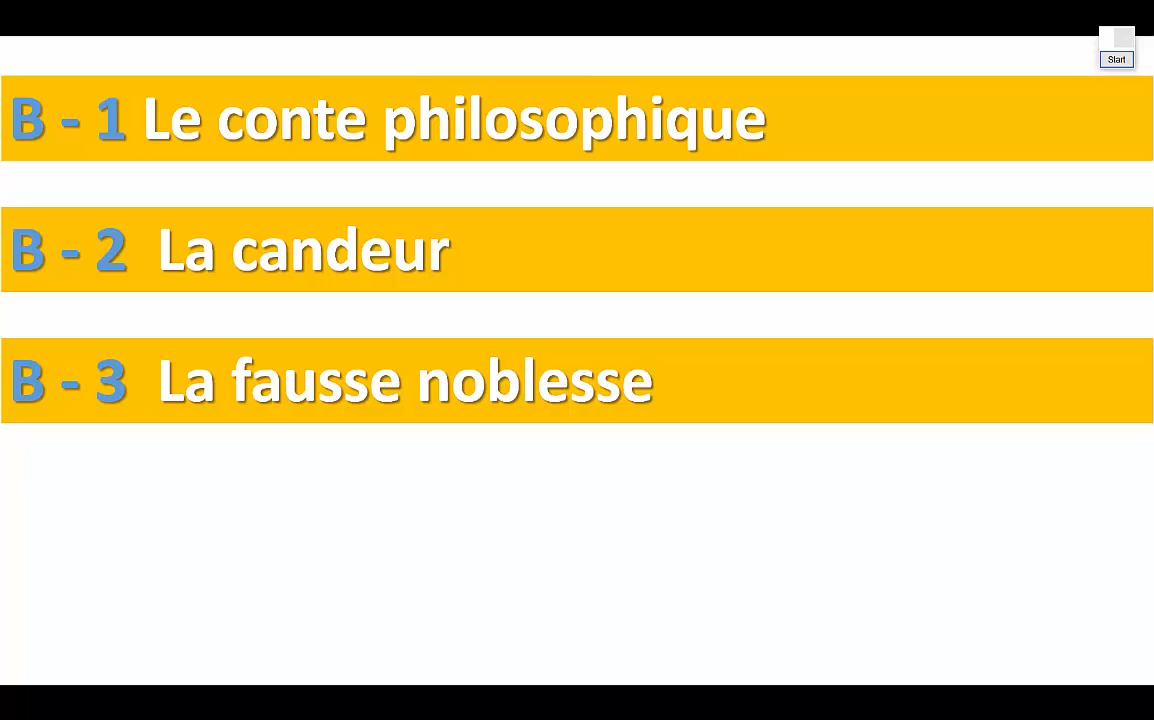 Start
B - 1 Le conte philosophique
B - 2 La candeur
B - 3 La fausse noblesse